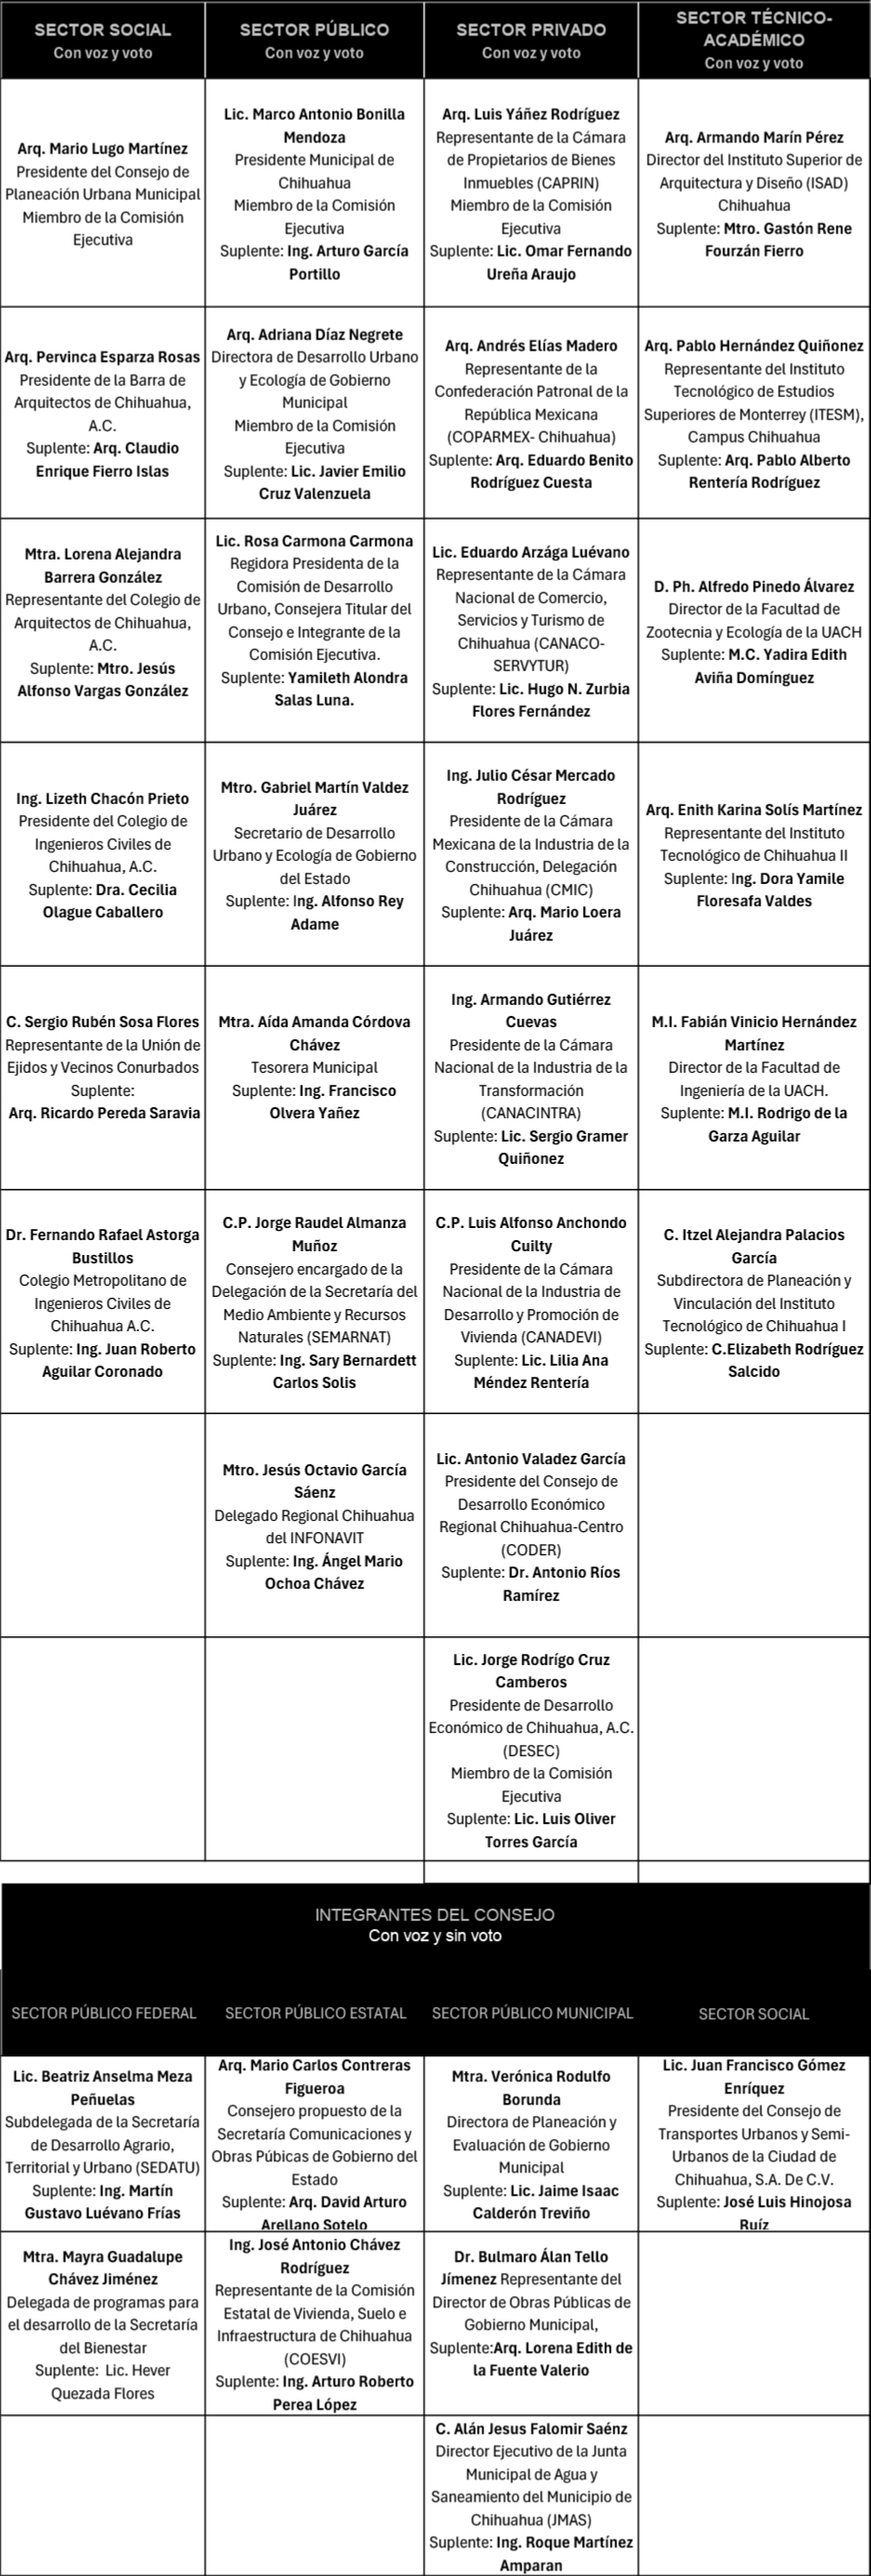 SECTOR SOCIAL
Con voz y voto
SECTOR PÚBLICO
Con voz y voto
SECTOR PRIVADO
Con voz y voto
SECTOR TÉCNICO-
ACADÉMICO
Con voz y voto
Arq. Mario Lugo Martínez
Presidente del Consejo de
Planeación Urbana Municipal
Miembro de la Comisión
Ejecutiva
Lic. Marco Antonio Bonilla
Mendoza
Presidente Municipal de
Chihuahua
Miembro de la Comisión
Ejecutiva
Suplente: Ing. Arturo García
Portillo
Arq. Luis Yáñez Rodríguez
Representante de la Cámara
de Propietarios de Bienes
Inmuebles (CAPRIN)
Miembro de la Comisión
Ejecutiva
Suplente: Lic. Omar Fernando
Ureña Araujo
Arq. Armando Marín Pérez
Director del Instituto Superior de
Arquitectura y Diseño (ISAD)
Chihuahua
Suplente: Mtro. Gastón Rene
Fourzán Fierro
Arq. Pervinca Esparza Rosas
Presidente de la Barra de
Arquitectos de Chihuahua,
A.C.
Suplente: Arq. Claudio
Enrique Fierro Islas
Arq. Adriana Díaz Negrete
Directora de Desarrollo Urbano
y Ecología de Gobierno
Municipal
Miembro de la Comisión
Ejecutiva
Suplente: Lic. Javier Emilio
Cruz Valenzuela
Arq. Andrés Elías Madero
Representante de la
Confederación Patronal de la
República Mexicana
(COPARMEX- Chihuahua)
Suplente: Arq. Eduardo Benito
Rodríguez Cuesta
Arq. Pablo Hernández Quiñonez
Representante del Instituto
Tecnológico de Estudios
Superiores de Monterrey (ITESM),
Campus Chihuahua
Suplente: Arq. Pablo Alberto
Rentería Rodríguez
Mtra. Lorena Alejandra
Barrera González
Representante del Colegio de
Arquitectos de Chihuahua,
A.C.
Suplente: Mtro. Jesús
Alfonso Vargas González
Lic. Rosa Carmona Carmona
Regidora Presidenta de la
Comisión de Desarrollo
Urbano, Consejera Titular del
Consejo e Integrante de la
Comisión Ejecutiva.
Suplente: Yamileth Alondra
Salas Luna.
Lic. Eduardo Arzága Luévano
Representante de la Cámara
Nacional de Comercio,
Servicios y Turismo de
Chihuahua (CANACO-
SERVYTUR)
Suplente: Lic. Hugo N. Zurbia
Flores Fernández
D. Ph. Alfredo Pinedo Álvarez
Director de la Facultad de
Zootecnia y Ecología de la UACH
Suplente: M.C. Yadira Edith
Aviña Domínguez
Ing. Lizeth Chacón Prieto
Presidente del Colegio de
Ingenieros Civiles de
Chihuahua, A.C.
Suplente: Dra. Cecilia
Olague Caballero
Mtro. Gabriel Martín Valdez
Juárez
Secretario de Desarrollo
Urbano y Ecología de Gobierno
del Estado
Suplente: Ing. Alfonso Rey
Adame
Ing. Julio César Mercado
Rodríguez
Presidente de la Cámara
Mexicana de la Industria de la
Construcción, Delegación
Chihuahua (CMIC)
Suplente: Arq. Mario Loera
Juárez
Arq. Enith Karina Solís Martínez
Representante del Instituto
Tecnológico de Chihuahua II
Suplente: Ing. Dora Yamile
Floresafa Valdes
C. Sergio Rubén Sosa Flores
Representante de la Unión de
Ejidos y Vecinos Conurbados
Suplente:
Arq. Ricardo Pereda Saravia
Mtra. Aída Amanda Córdova
Chávez
Tesorera Municipal
Suplente: Ing. Francisco
Olvera Yañez
Ing. Armando Gutiérrez
Cuevas
Presidente de la Cámara
Nacional de la Industria de la
Transformación
(CANACINTRA)
Suplente: Lic. Sergio Gramer
Quiñonez
M.I. Fabián Vinicio Hernández
Martínez
Director de la Facultad de
Ingeniería de la UACH.
Suplente: M.I. Rodrigo de la
Garza Aguilar
Dr. Fernando Rafael Astorga
Bustillos
Colegio Metropolitano de
Ingenieros Civiles de
Chihuahua A.C.
Suplente: Ing. Juan Roberto
Aguilar Coronado
C.P. Jorge Raudel Almanza
Muñoz
Consejero encargado de la
Delegación de la Secretaría del
Medio Ambiente y Recursos
Naturales (SEMARNAT)
Suplente: Ing. Sary Bernardett
Carlos Solis
C.P. Luis Alfonso Anchondo
Cuilty
Presidente de la Cámara
Nacional de la Industria de
Desarrollo y Promoción de
Vivienda (CANADEVI)
Suplente: Lic. Lilia Ana
Méndez Rentería
C. Itzel Alejandra Palacios
García
Subdirectora de Planeación y
Vinculación del Instituto
Tecnológico de Chihuahua I
Suplente: C.Elizabeth Rodríguez
Salcido
Mtro. Jesús Octavio García
Sáenz
Delegado Regional Chihuahua
del INFONAVIT
Suplente: Ing. Ángel Mario
Ochoa Chávez
Lic. Antonio Valadez García
Presidente del Consejo de
Desarrollo Económico
Regional Chihuahua-Centro
(CODER)
Suplente: Dr. Antonio Ríos
Ramírez
Lic. Jorge Rodrígo Cruz
Camberos
Presidente de Desarrollo
Económico de Chihuahua, A.C.
(DESEC)
Miembro de la Comisión
Ejecutiva
Suplente: Lic. Luis Oliver
Torres García
INTEGRANTES DEL CONSEJO
Con voz y sin voto
SECTOR PÚBLICO FEDERAL
SECTOR PÚBLICO ESTATAL
SECTOR PÚBLICO MUNICIPAL
SECTOR SOCIAL
Lic. Beatriz Anselma Meza
Peñuelas
Subdelegada de la Secretaría
de Desarrollo Agrario,
Territorial y Urbano (SEDATU)
Suplente: Ing. Martín
Gustavo Luévano Frías
Arq. Mario Carlos Contreras
Figueroa
Consejero propuesto de la
Secretaría Comunicaciones y
Obras Púbicas de Gobierno del
Estado
Suplente: Arq. David Arturo
Arellano Sotelo
Mtra. Verónica Rodulfo
Borunda
Directora de Planeación y
Evaluación de Gobierno
Municipal
Suplente: Lic. Jaime Isaac
Calderón Treviño
Lic. Juan Francisco Gómez
Enríquez
Presidente del Consejo de
Transportes Urbanos y Semi-
Urbanos de la Ciudad de
Chihuahua, S.A. De C.V.
Suplente: José Luis Hinojosa
Ruíz
Mtra. Mayra Guadalupe
Chávez Jiménez
Delegada de programas para
el desarrollo de la Secretaría
del Bienestar
Suplente: Lic. Hever
Quezada Flores
Ing. José Antonio Chávez
Rodríguez
Representante de la Comisión
Estatal de Vivienda, Suelo e
Infraestructura de Chihuahua
(COESVI)
Suplente: Ing. Arturo Roberto
Perea López
Dr. Bulmaro Álan Tello
Jímenez Representante del
Director de Obras Públicas de
Gobierno Municipal,
Suplente:Arq. Lorena Edith de
la Fuente Valerio
C. Alán Jesus Falomir Saénz
Director Ejecutivo de la Junta
Municipal de Agua y
Saneamiento del Municipio de
Chihuahua (JMAS)
Suplente: Ing. Roque Martínez
Amparan